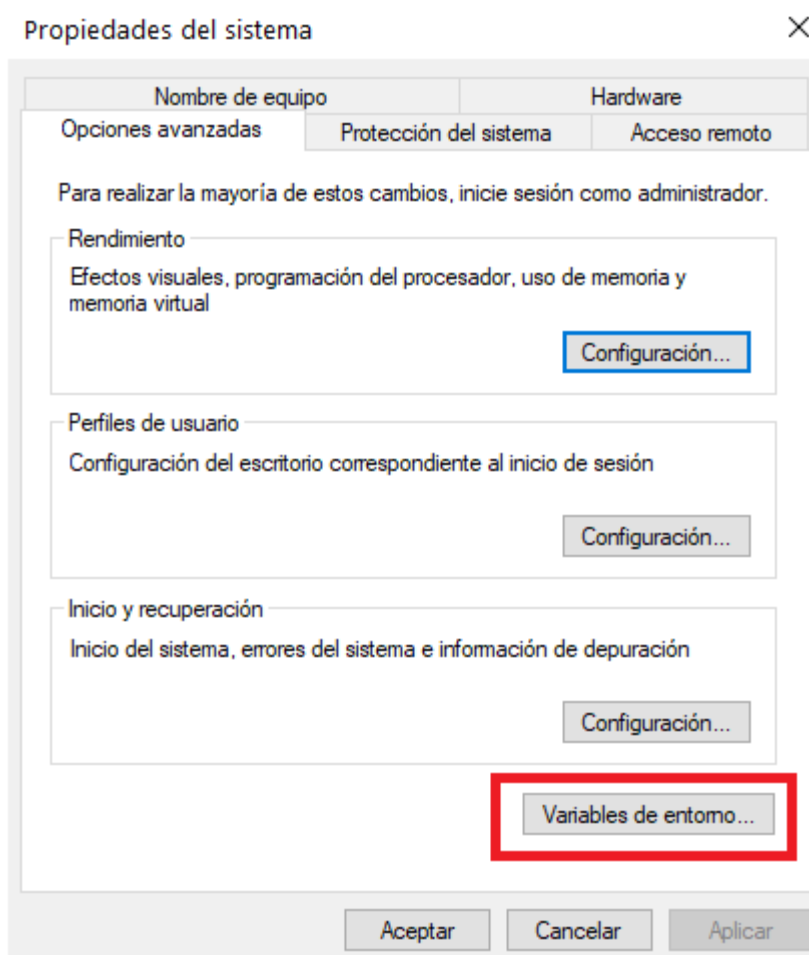 Propiedades del sistema
Nombre de equipo
Hardware
Opciones avanzadas
Protección del sistema
Acceso remoto
Para realizar la mayoría de estos cambios, inicie sesión como administrador.
Rendimiento
Efectos visuales, programación del procesador, uso de memoria y
memoria virtual
Configuración...
Perfiles de usuario
Configuración del escritorio correspondiente al inicio de sesión
Configuración...
Inicio y recuperación
Inicio del sistema, errores del sistema e información de depuración
Configuración...
Variables de entorno...
Aceptar
Cancelar
Aplicar